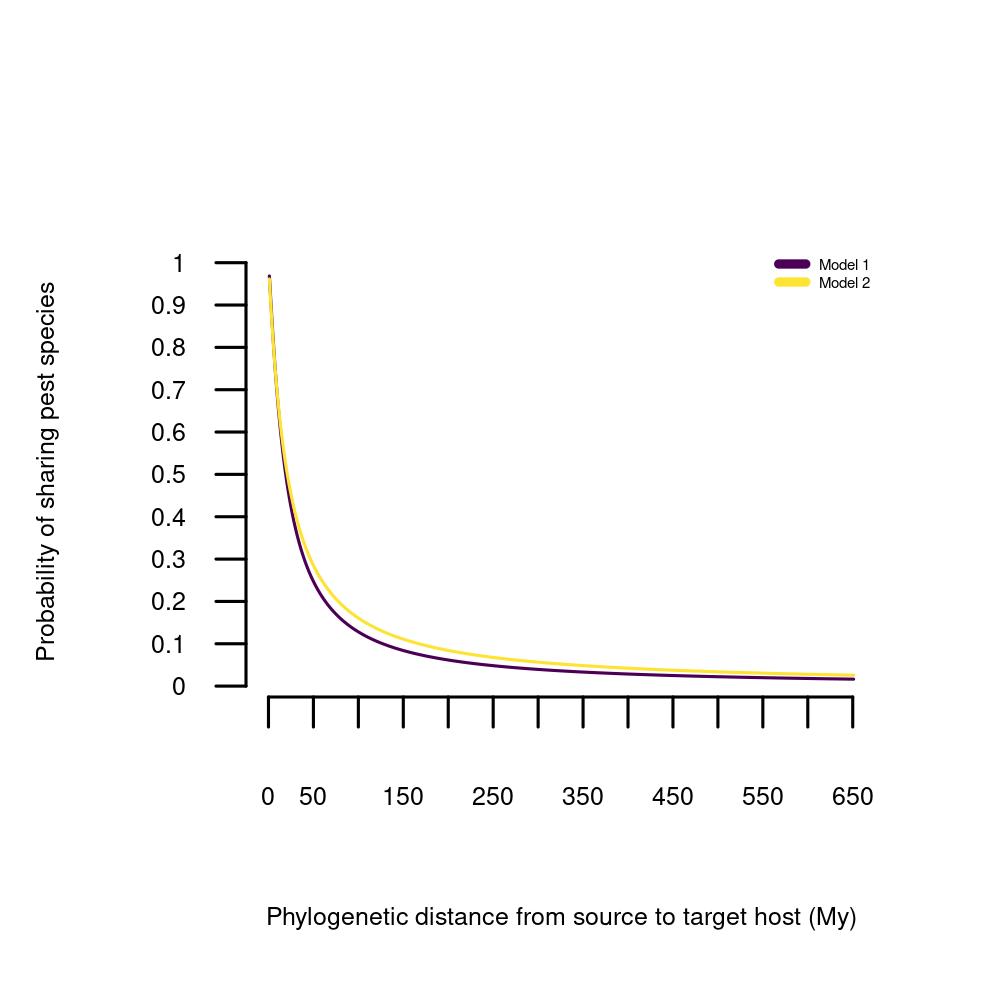 Model 1
Model 2
1
0.9
0.8
0.7
0.6
0.5
0.4
0.3
0.2
0.1
0
Probability of sharing pest species
0 50 150 250 350 450 550 650
Phylogenetic distance from source to target host (My)